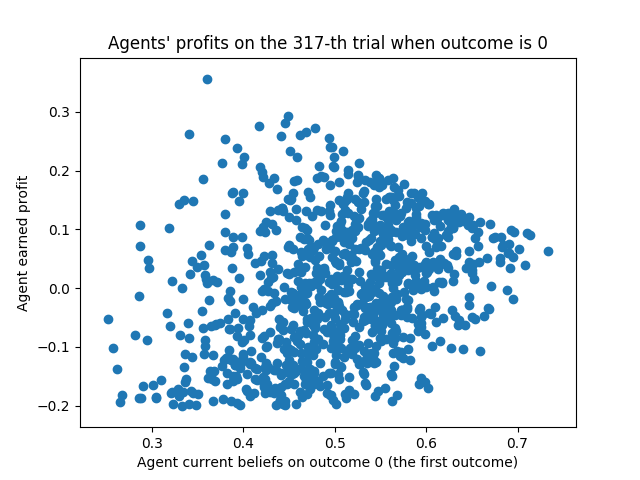 Agents' profits on the 317-th trial when outcome is 0
Agent earned profit
0.3
0.2
0.1
0.0
−0.1
−0.2
0.3 0.4 0.5 0.6 0.7
Agent current beliefs on outcome 0 (the first outcome)